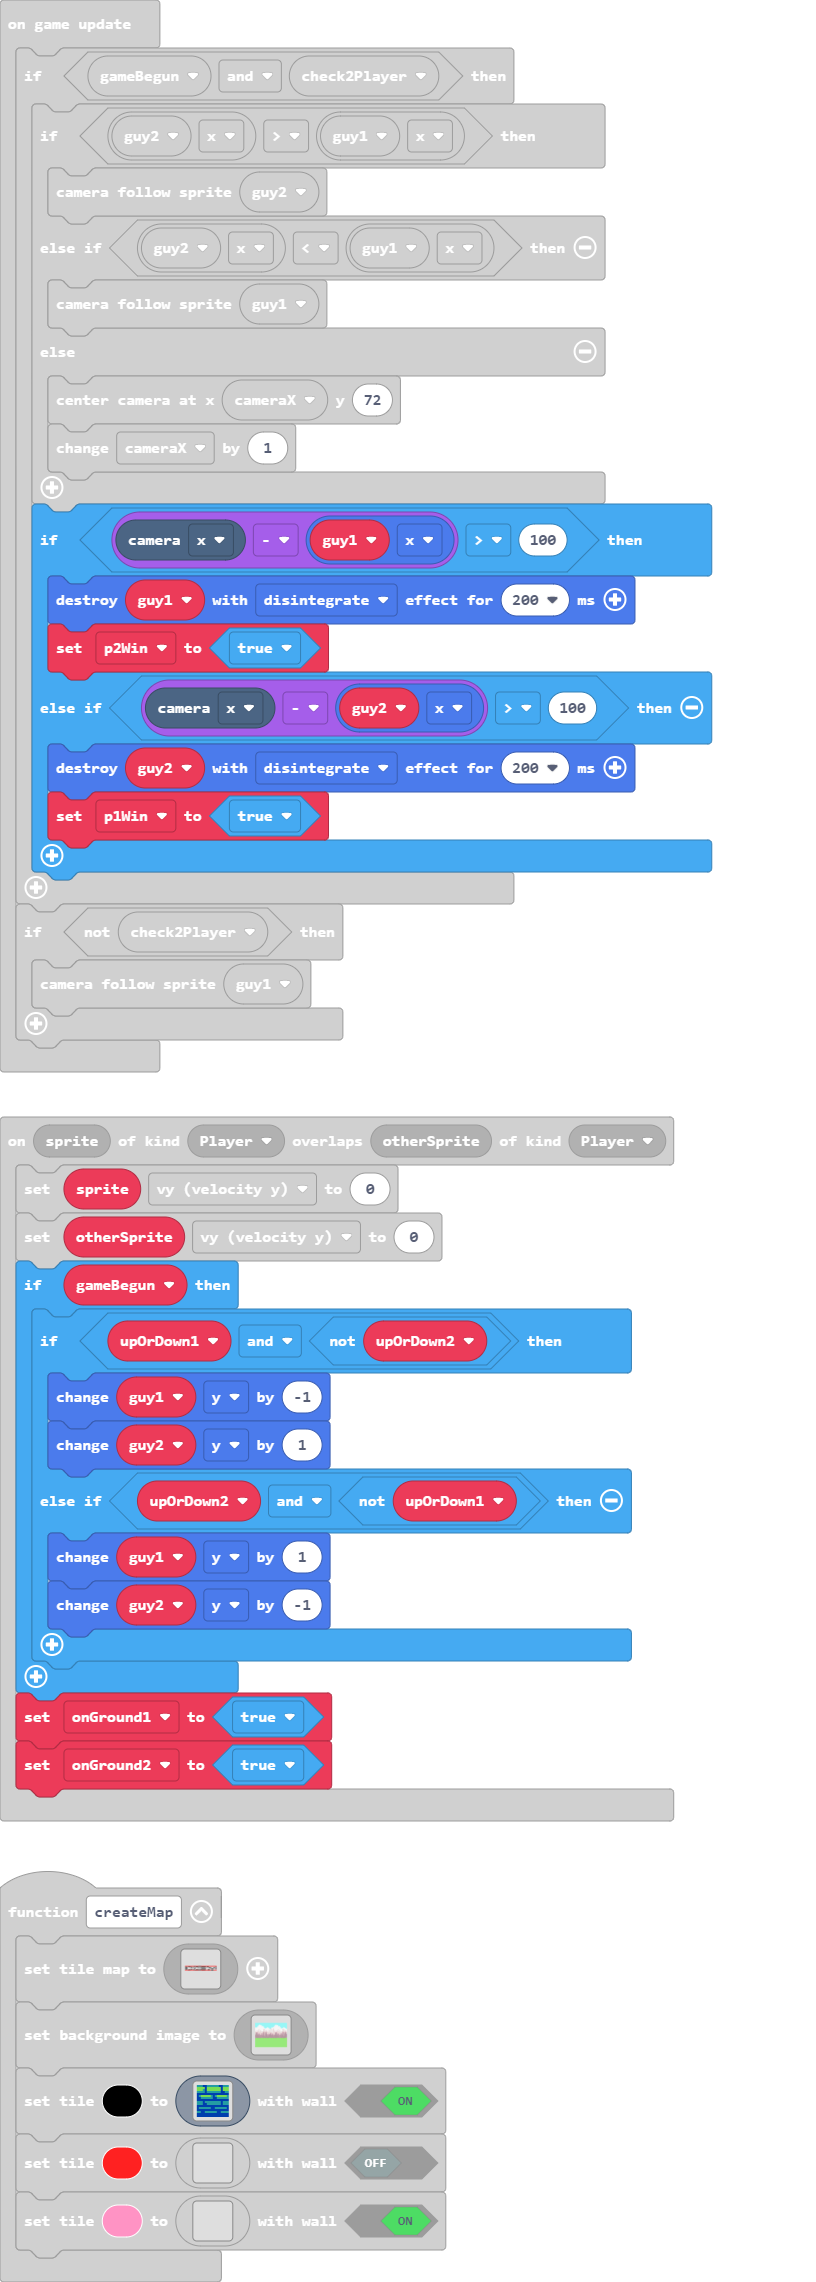 on game update
if gameBegun and check2Player then
if guy2 x > guy1 x then
camera follow sprite guy2
else if guy2 x < guy1 x then
camera follow sprite guy1
else
center camera at x cameraX y 72
change cameraX by 1
if camera x - guy1 x > 100 then
destroy guy1 with disintegrate effect for 200 ms
set p2Win to true
else if camera x - guy2 x > 100 then
destroy guy2 with disintegrate effect for 200 ms
set p1Win to true
if not check2Player then
camera follow sprite guy1
on sprite of kind Player overlaps otherSprite of kind Player
set sprite vy (velocity y) to 0
set otherSprite vy (velocity y) to 0
if gameBegun then
if upOrDown1 and not upOrDown2 then
change guy1 y by -1
change guy2 y by 1
else if upOrDown2 and not upOrDown1 then
change guy1 y by 1
change guy2 y by -1
set onGround1 to true
set onGround2 to true
function createMap
set tile map to
set background image to
set tile to with wall ON
set tile to with wall OFF
set tile to with wall ON